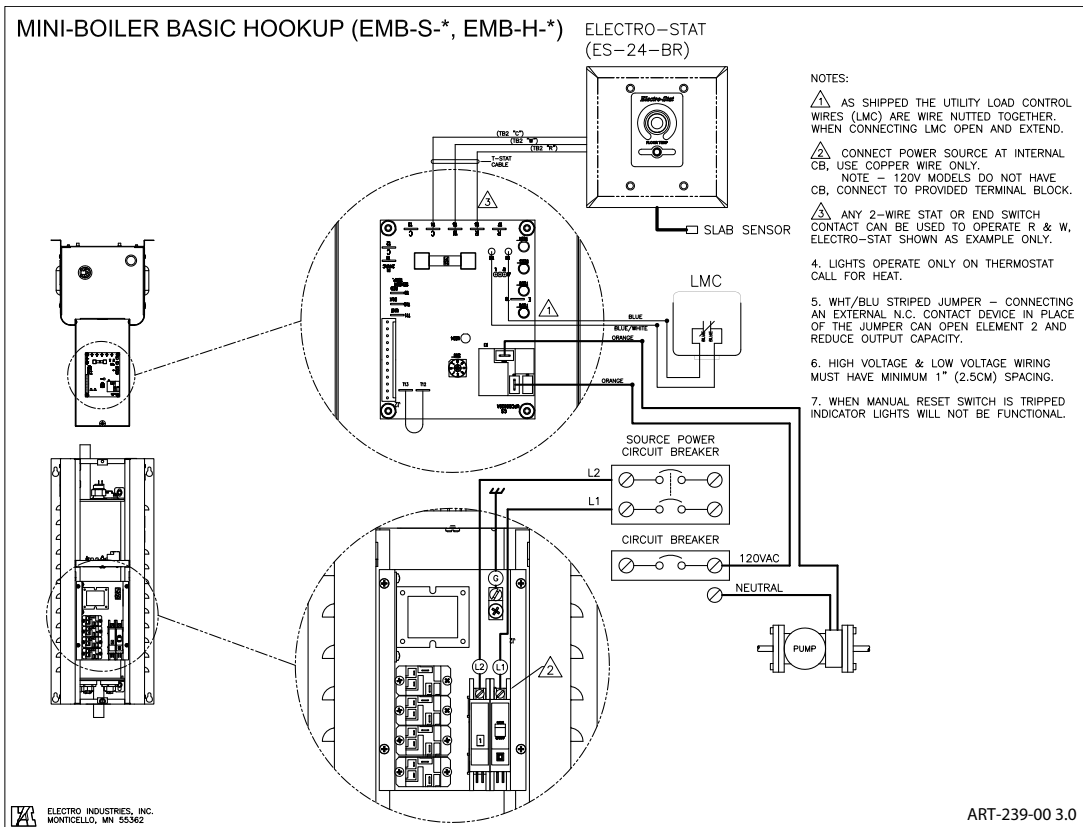 MINI-BOILER BASIC HOOKUP (EMB-S-*, EMB-H-*)
ELECTRO-STAT
(ES-24-BR)
Electro-Stat
FLOOR TEMP
(TB2 "C")
(TB2 "W")
(TB2 "R")
T-STAT
CABLE
3
SLAB SENSOR
LMC
1
BLUE
BLUE/WHITE
ORANGE
ORANGE
SOURCE POWER
CIRCUIT BREAKER
L2
L1
CIRCUIT BREAKER
120VAC
NEUTRAL
PUMP
G
L2
L1
2
1
NOTES:
1 AS SHIPPED THE UTILITY LOAD CONTROL
WIRES (LMC) ARE WIRE NUTTED TOGETHER.
WHEN CONNECTING LMC OPEN AND EXTEND.
2 CONNECT POWER SOURCE AT INTERNAL
CB, USE COPPER WIRE ONLY.
NOTE – 120V MODELS DO NOT HAVE
CB, CONNECT TO PROVIDED TERMINAL BLOCK.
3 ANY 2-WIRE STAT OR END SWITCH
CONTACT CAN BE USED TO OPERATE R & W,
ELECTRO-STAT SHOWN AS EXAMPLE ONLY.
4. LIGHTS OPERATE ONLY ON THERMOSTAT
CALL FOR HEAT.
5. WHT/BLU STRIPED JUMPER – CONNECTING
AN EXTERNAL N.C. CONTACT DEVICE IN PLACE
OF THE JUMPER CAN OPEN ELEMENT 2 AND
REDUCE OUTPUT CAPACITY.
6. HIGH VOLTAGE & LOW VOLTAGE WIRING
MUST HAVE MINIMUM 1" (2.5CM) SPACING.
7. WHEN MANUAL RESET SWITCH IS TRIPPED
INDICATOR LIGHTS WILL NOT BE FUNCTIONAL.
ELECTRO INDUSTRIES, INC.
MONTICELLO, MN 55362
ART-239-00 3.0